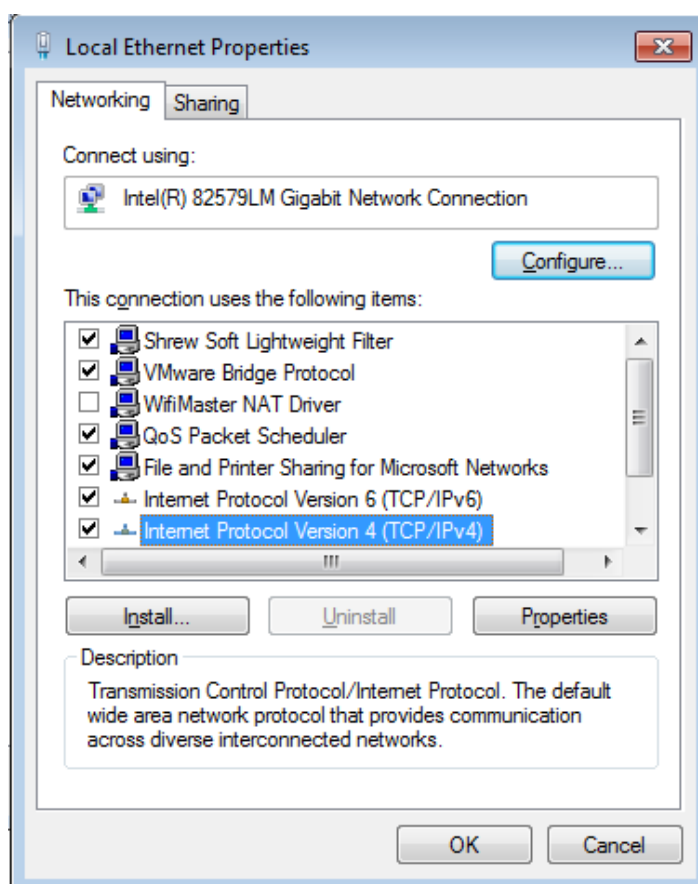 Local Ethernet Properties
Networking
Sharing
Connect using:
Intel(R) 82579LM Gigabit Network Connection
Configure...
This connection uses the following items:
Shrew Soft Lightweight Filter
VMware Bridge Protocol
WifiMaster NAT Driver
QoS Packet Scheduler
File and Printer Sharing for Microsoft Networks
Internet Protocol Version 6 (TCP/IPv6)
Internet Protocol Version 4 (TCP/IPv4)
Install...
Uninstall
Properties
Description
Transmission Control Protocol/Internet Protocol. The default
wide area network protocol that provides communication
across diverse interconnected networks.
OK
Cancel